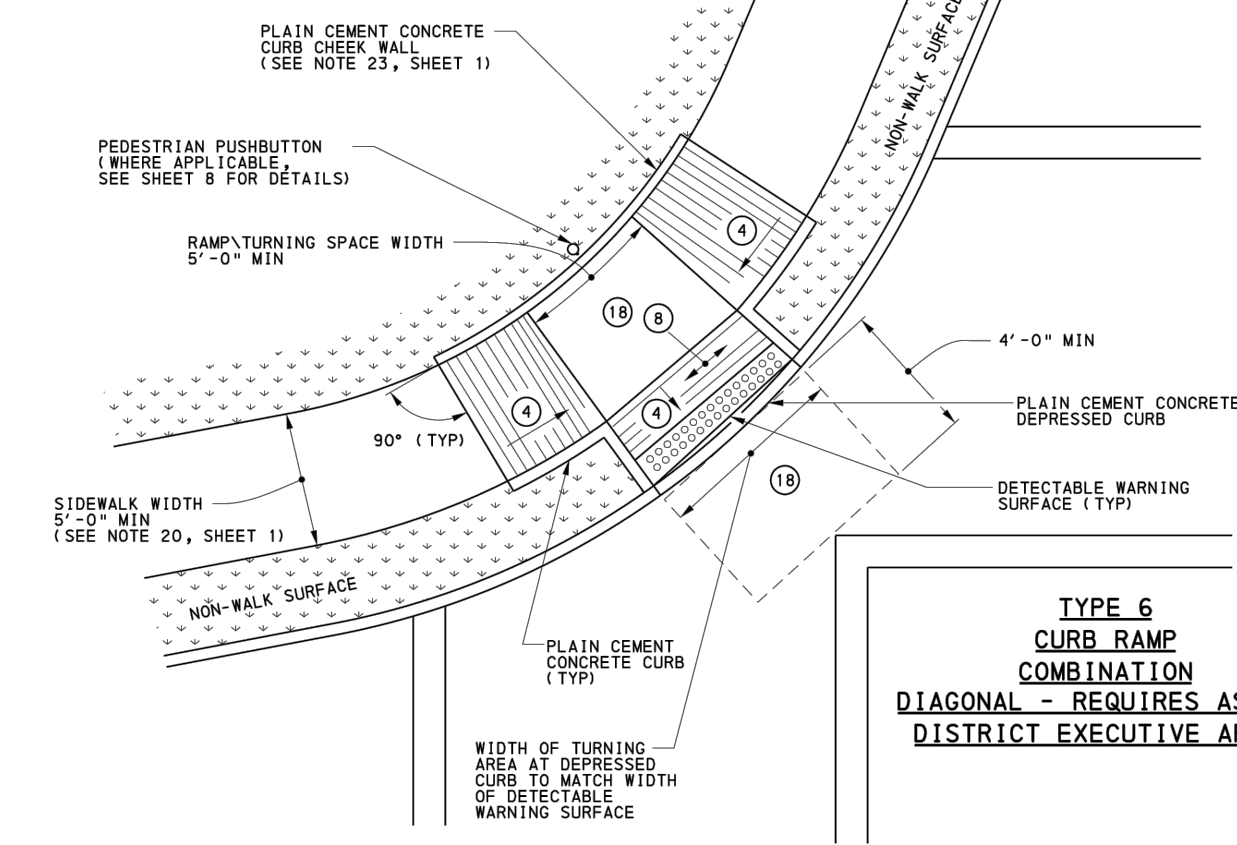 PLAIN CEMENT CONCRETE
CURB CHEEK WALL
(SEE NOTE 23, SHEET 1)
NON-WALK SURFACE
PEDESTRIAN PUSHBUTTON
(WHERE APPLICABLE,
SEE SHEET 8 FOR DETAILS)
RAMP\TURNING SPACE WIDTH
5'-0" MIN
4
18
8
4'-0" MIN
PLAIN CEMENT CONCRETE
DEPRESSED CURB
4
4
90° (TYP)
18
DETECTABLE WARNING
SURFACE (TYP)
SIDEWALK WIDTH
5'-0" MIN
(SEE NOTE 20, SHEET 1)
NON-WALK SURFACE
PLAIN CEMENT
CONCRETE CURB
(TYP)
WIDTH OF TURNING
AREA AT DEPRESSED
CURB TO MATCH WIDTH
OF DETECTABLE
WARNING SURFACE
TYPE 6
CURB RAMP
COMBINATION
DIAGONAL - REQUIRES
DISTRICT EXECUTIVE